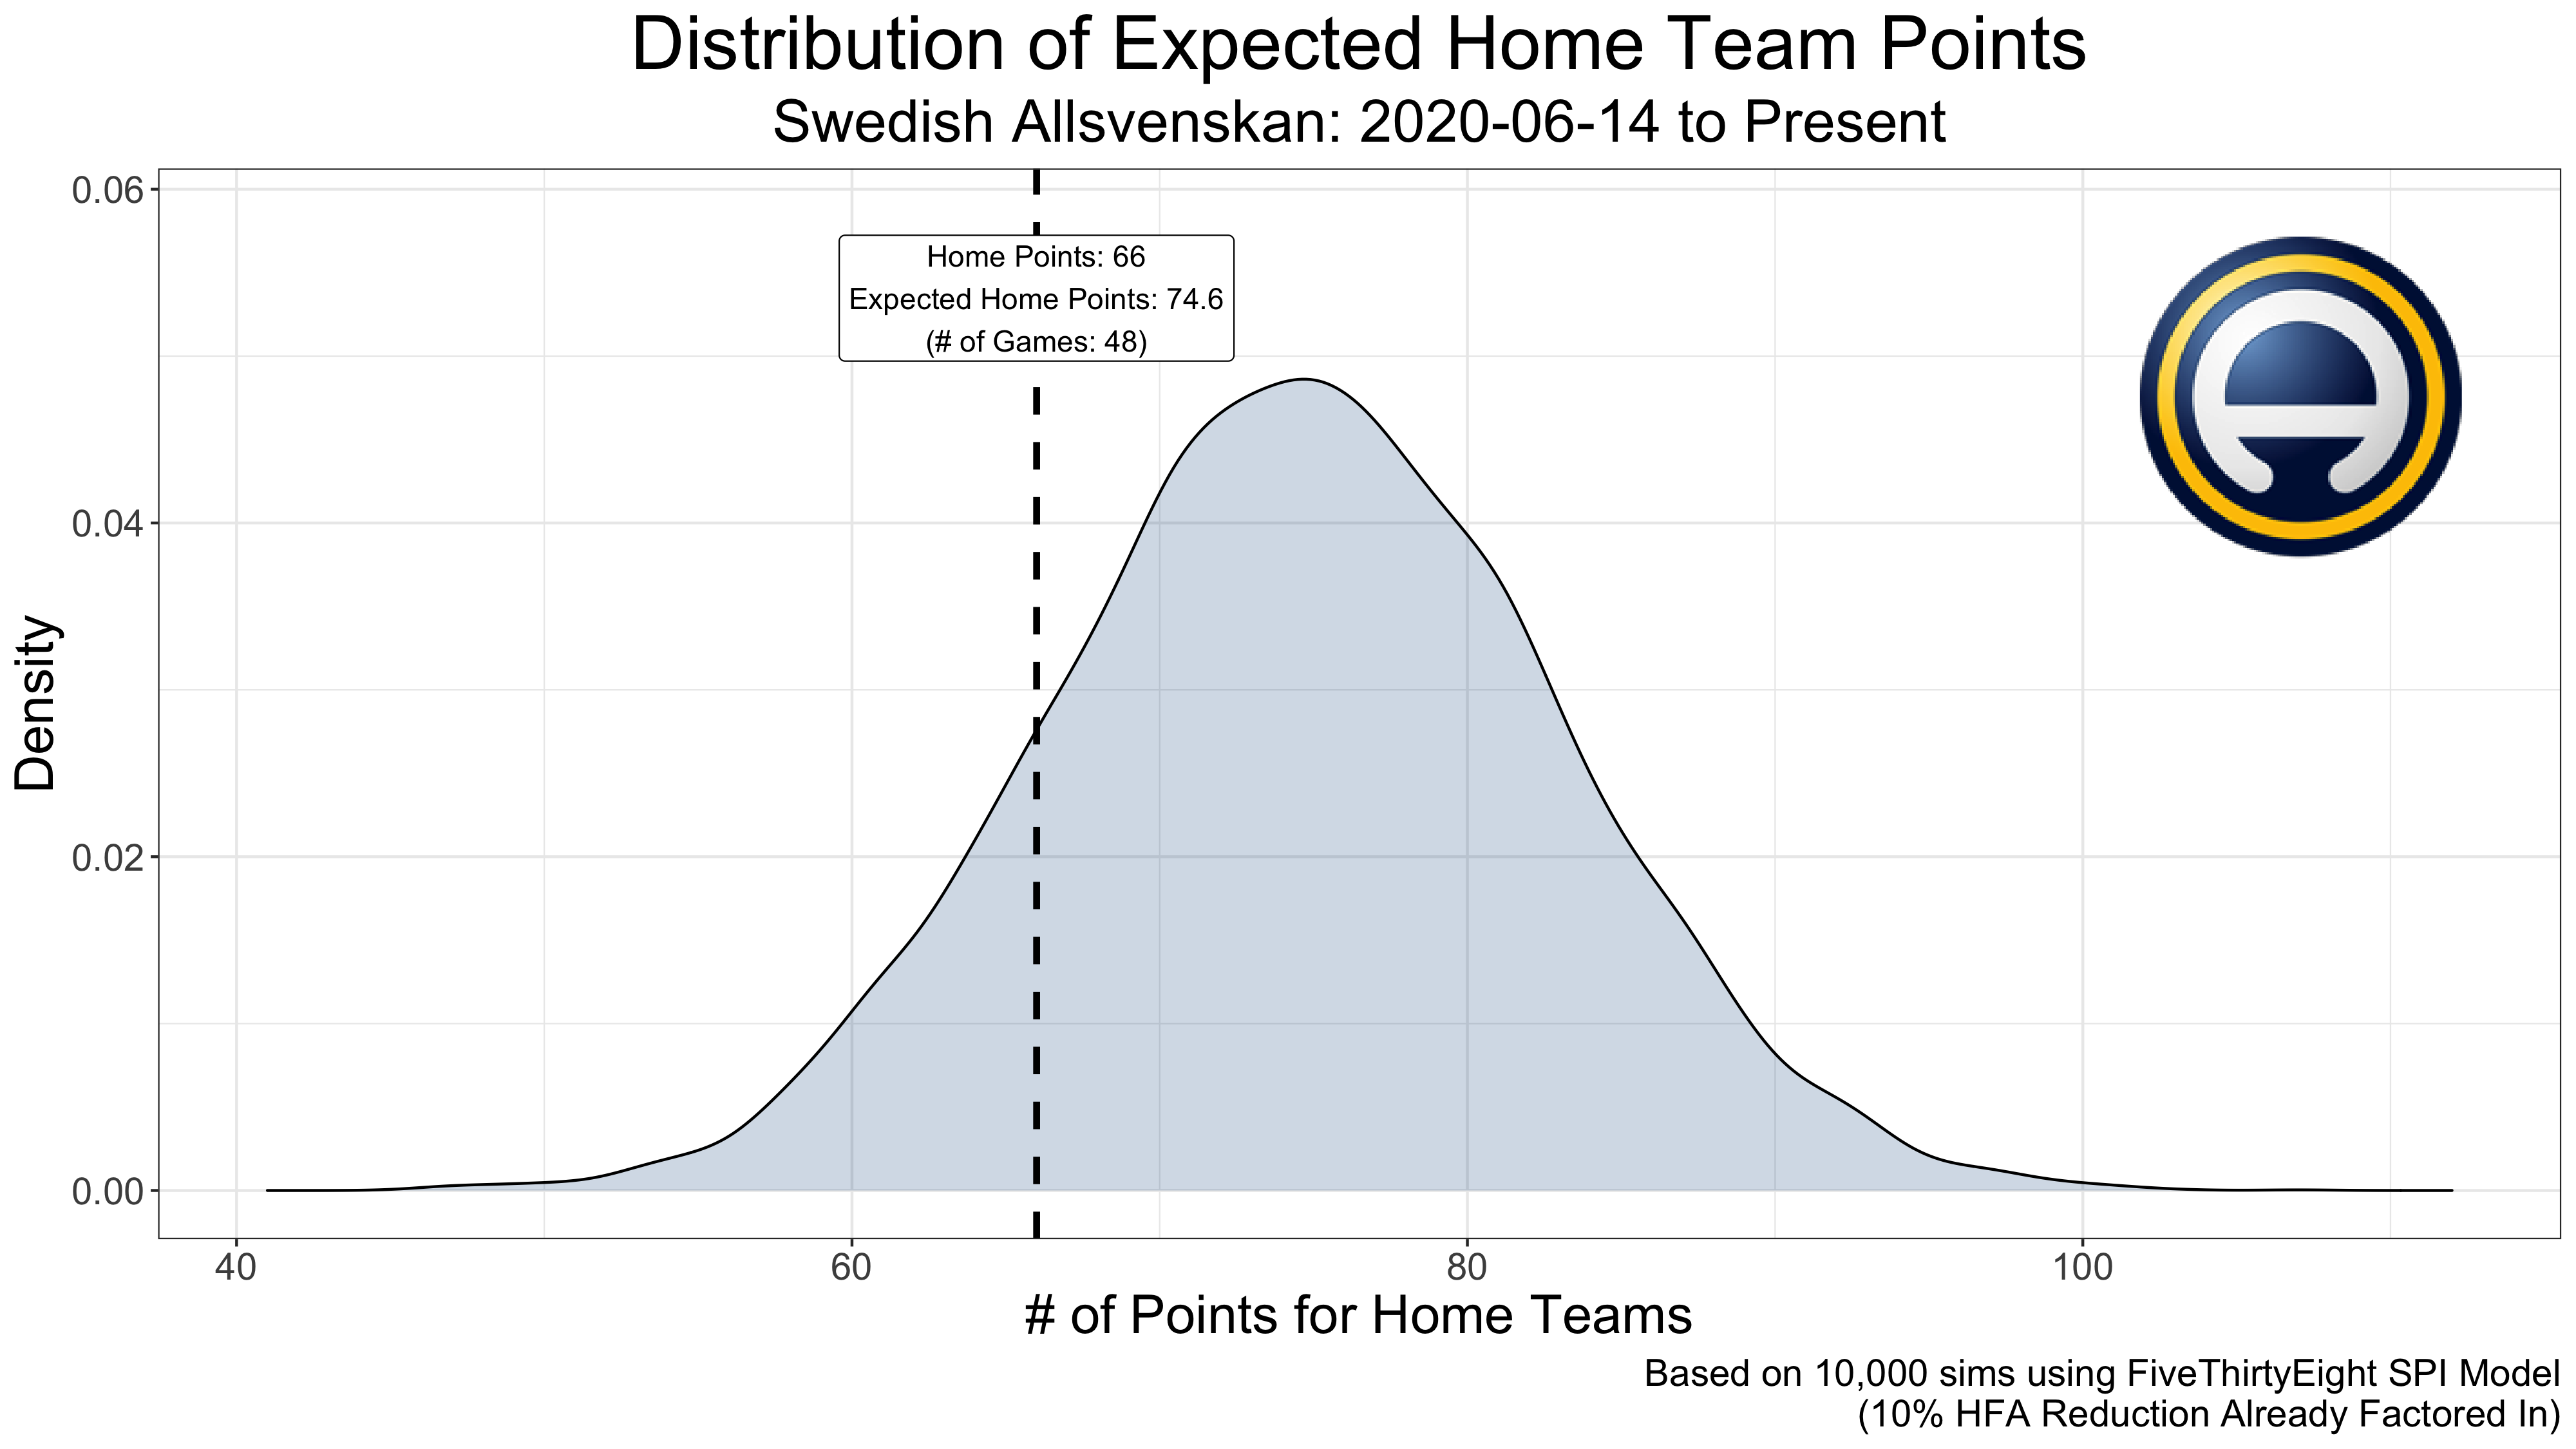 Distribution of Expected Home Team Points
Swedish Allsvenskan: 2020-06-14 to Present
0.06
Home Points: 66
Expected Home Points: 74.6
(# of Games: 48)
0.04
Density
0.02
0.00
40 60 80 100
# of Points for Home Teams
Based on 10,000 sims using FiveThirtyEight SPI Model
(10% HFA Reduction Already Factored In)